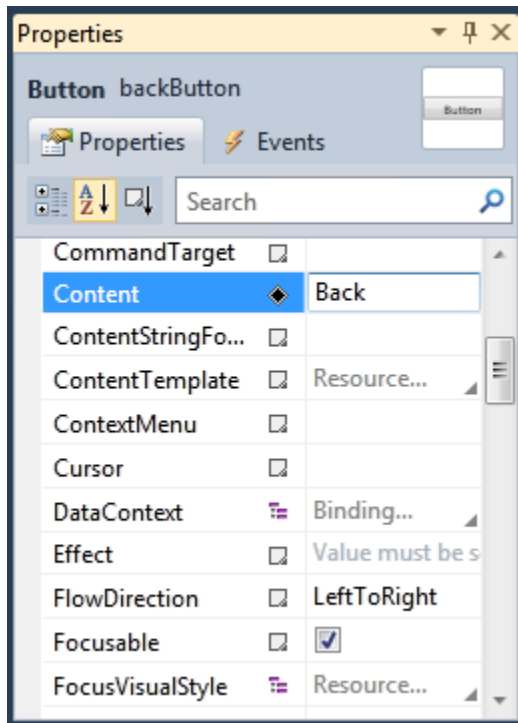 Properties
Button backButton
Button
Properties Events
A
Z
Search
CommandTarget
Content Back
ContentStringFo...
ContentTemplate Resource...
ContextMenu
Cursor
DataContext Binding...
Effect Value must be s
FlowDirection LeftToRight
Focusable
FocusVisualStyle Resource...